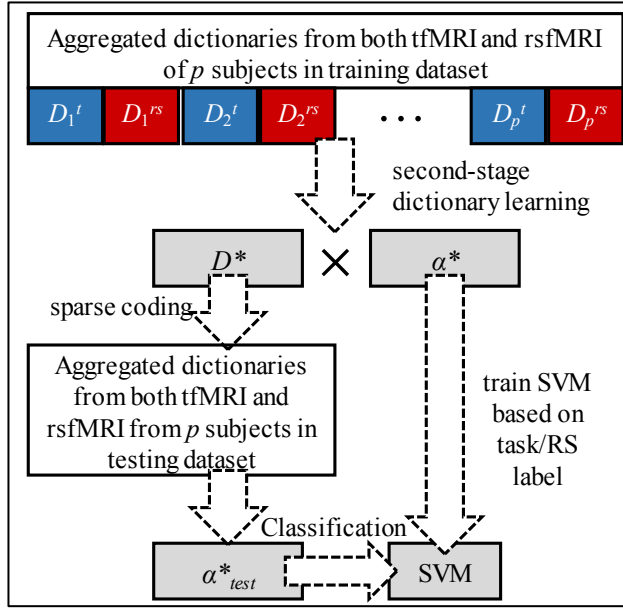 Aggregated dictionaries from both tfMRI and rsfMRI
of p subjects in training dataset
D₁ᵗ D₁ʳˢ D₂ᵗ D₂ʳˢ ... Dₚᵗ Dₚʳˢ
second-stage
dictionary learning
D* × α*
sparse coding
Aggregated dictionaries
from both tfMRI and
rsfMRI from p subjects in
testing dataset
train SVM
based on
task/RS
label
Classification
α*test
SVM